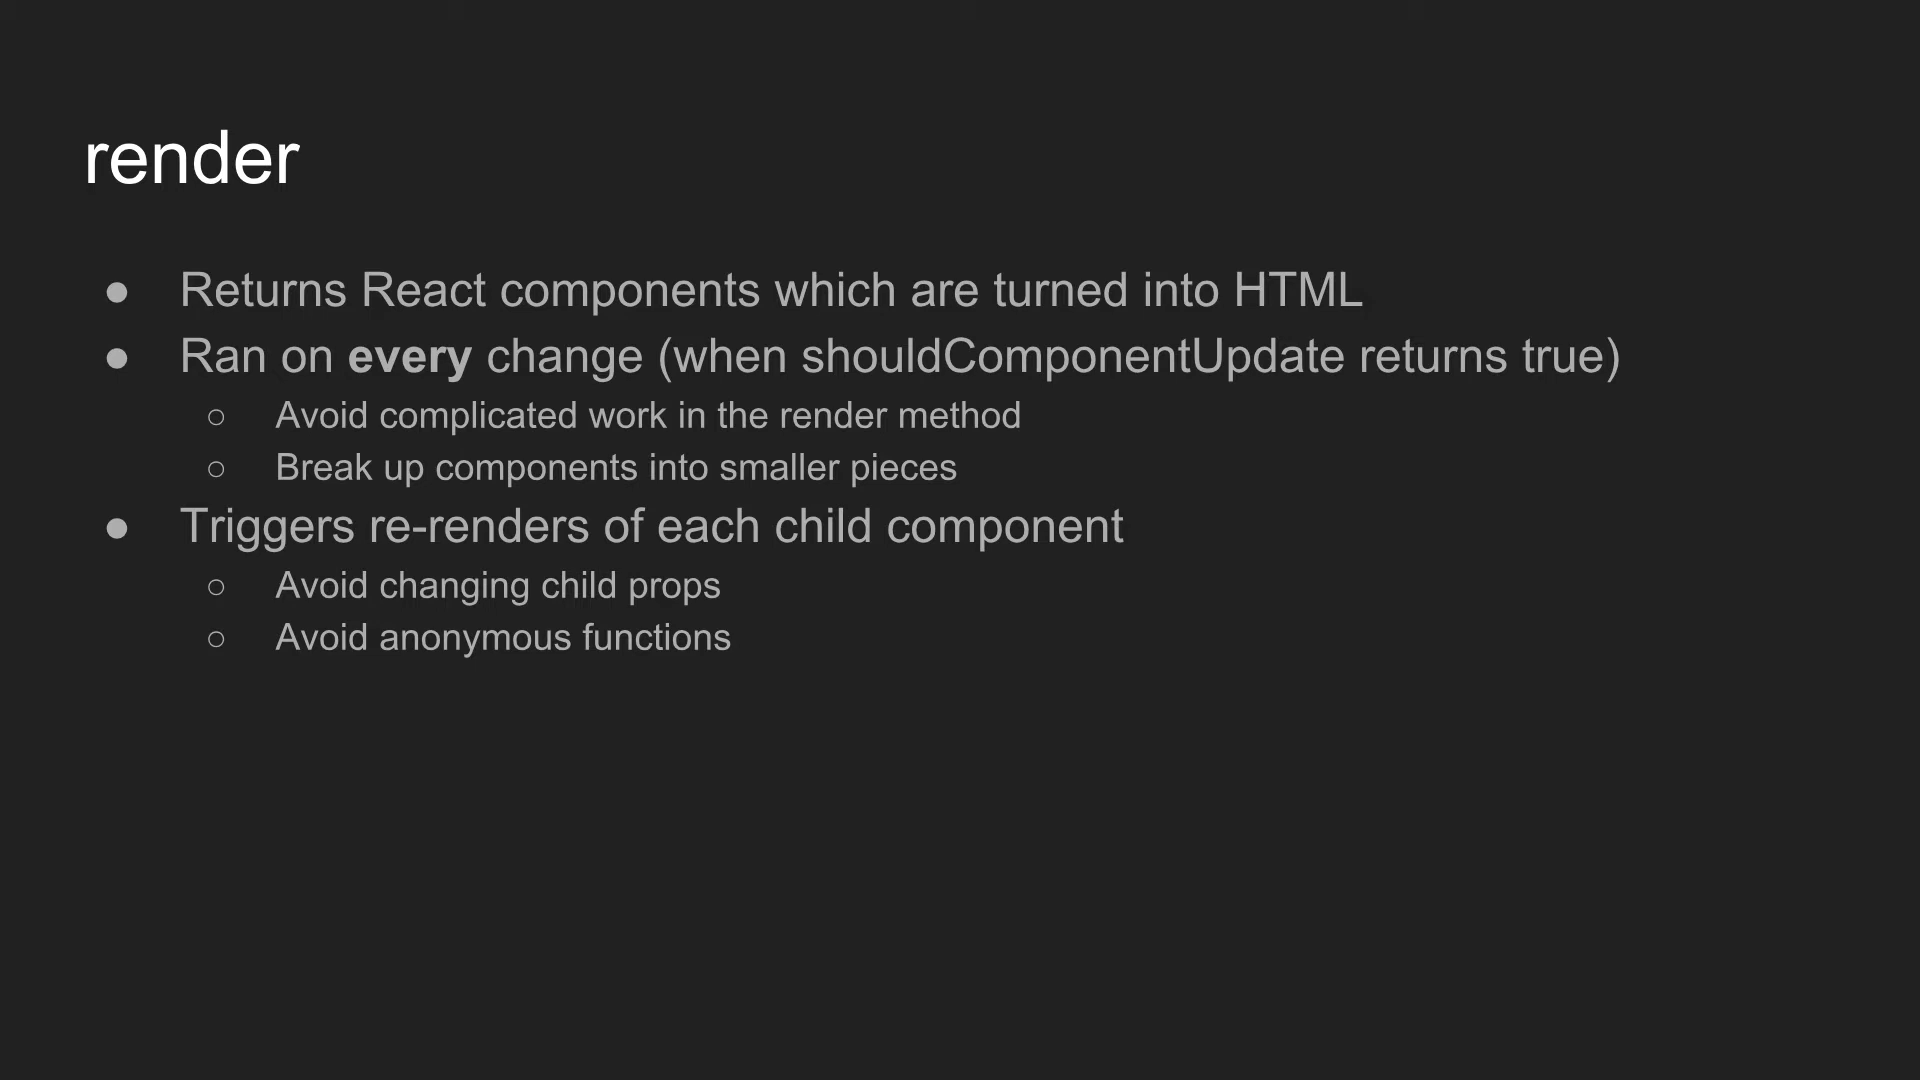 render
● Returns React components which are turned into HTML
● Ran on every change (when shouldComponentUpdate returns true)
○ Avoid complicated work in the render method
○ Break up components into smaller pieces
● Triggers re-renders of each child component
○ Avoid changing child props
○ Avoid anonymous functions